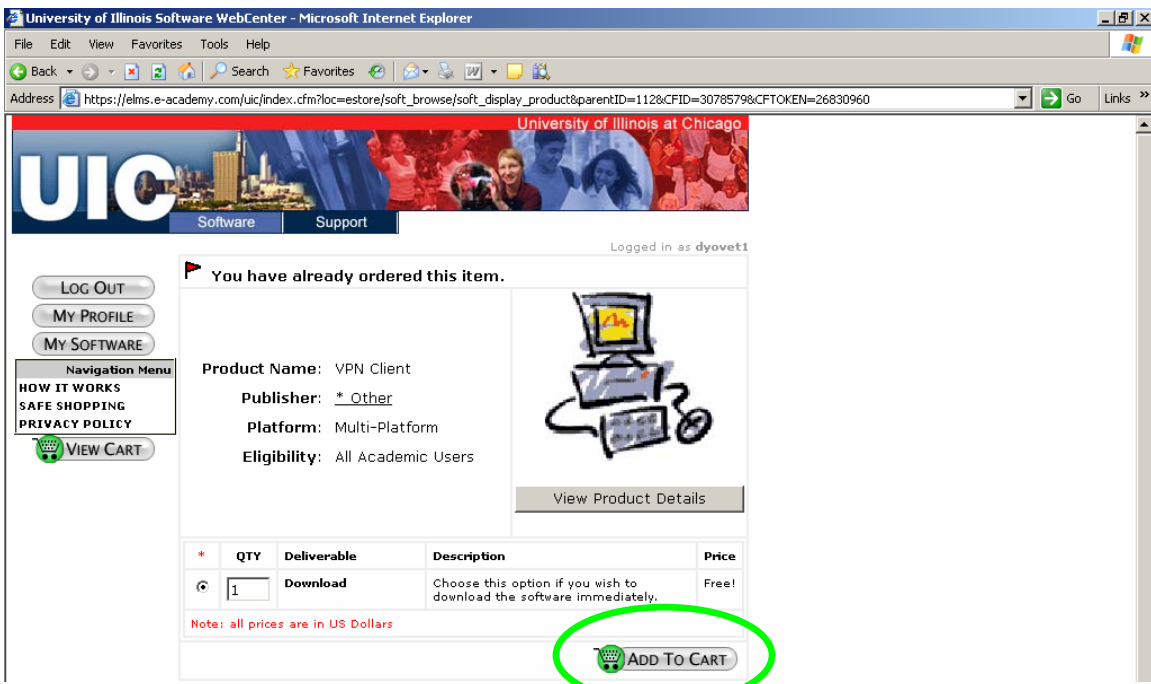 University of Illinois Software WebCenter - Microsoft Internet Explorer
File Edit View Favorites Tools Help
Back Search Favorites
Address https://elms.e-academy.com/uic/index.cfm?loc=estore/soft_browse/soft_display_product&parentID=112&CFID=3078579&CFTOKEN=26830960 Go Links »
University of Illinois at Chicago
UIC
Software Support
Logged in as dyovet1
You have already ordered this item.
LOG OUT
MY PROFILE
MY SOFTWARE
Navigation Menu
HOW IT WORKS
SAFE SHOPPING
PRIVACY POLICY
VIEW CART
Product Name: VPN Client
Publisher: * Other
Platform: Multi-Platform
Eligibility: All Academic Users
View Product Details
* QTY Deliverable Description Price
1 Download Choose this option if you wish to Free!
download the software immediately.
Note: all prices are in US Dollars
ADD TO CART